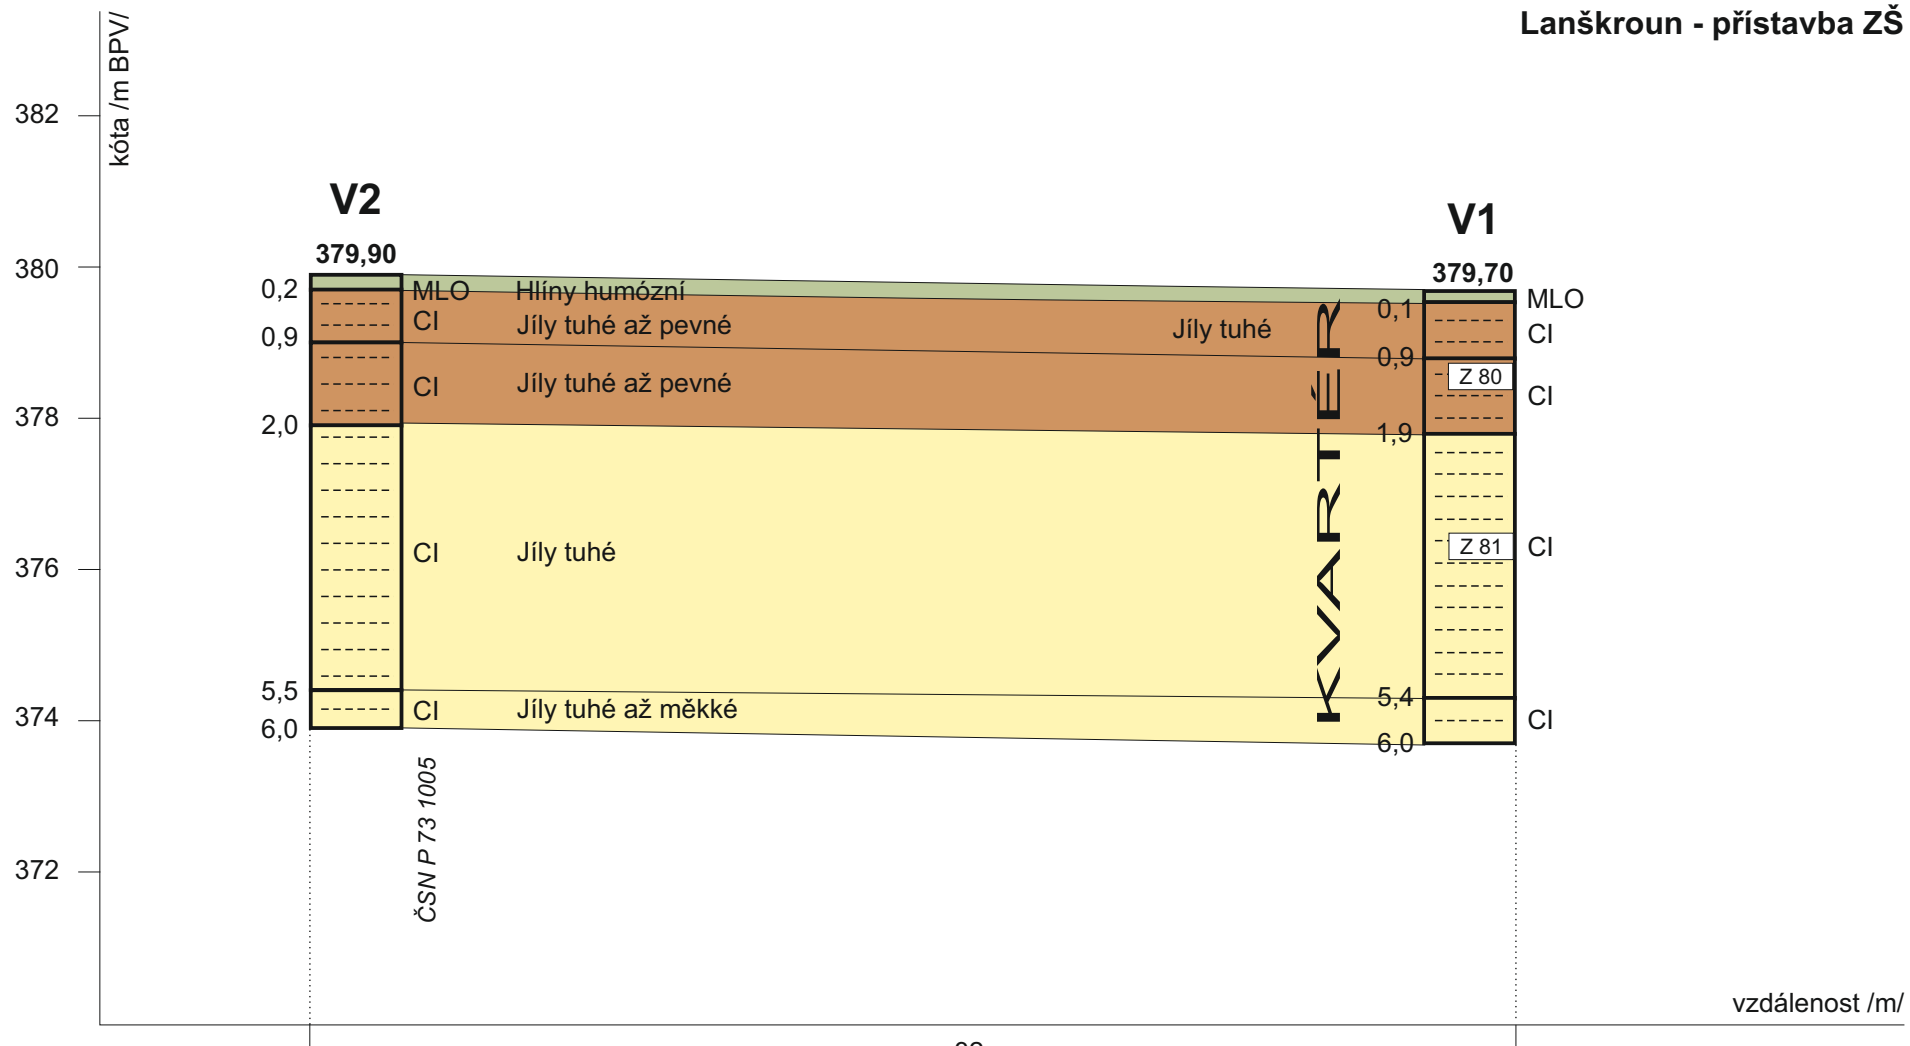 Lanškroun - přístavba ZŠ
kóta /m BPV/
382
380
378
376
374
372
V2
379,90
0,2
0,9
2,0
5,5
6,0
MLO Hlíny humózní
CI Jíly tuhé až pevné
CI Jíly tuhé až pevné
CI Jíly tuhé
CI Jíly tuhé až měkké
ČSN P 73 1005
Jíly tuhé
KVARTÉR
V1
379,70
0,1
0,9
1,9
5,4
6,0
MLO
CI
Z 80
CI
Z 81
CI
CI
vzdálenost /m/